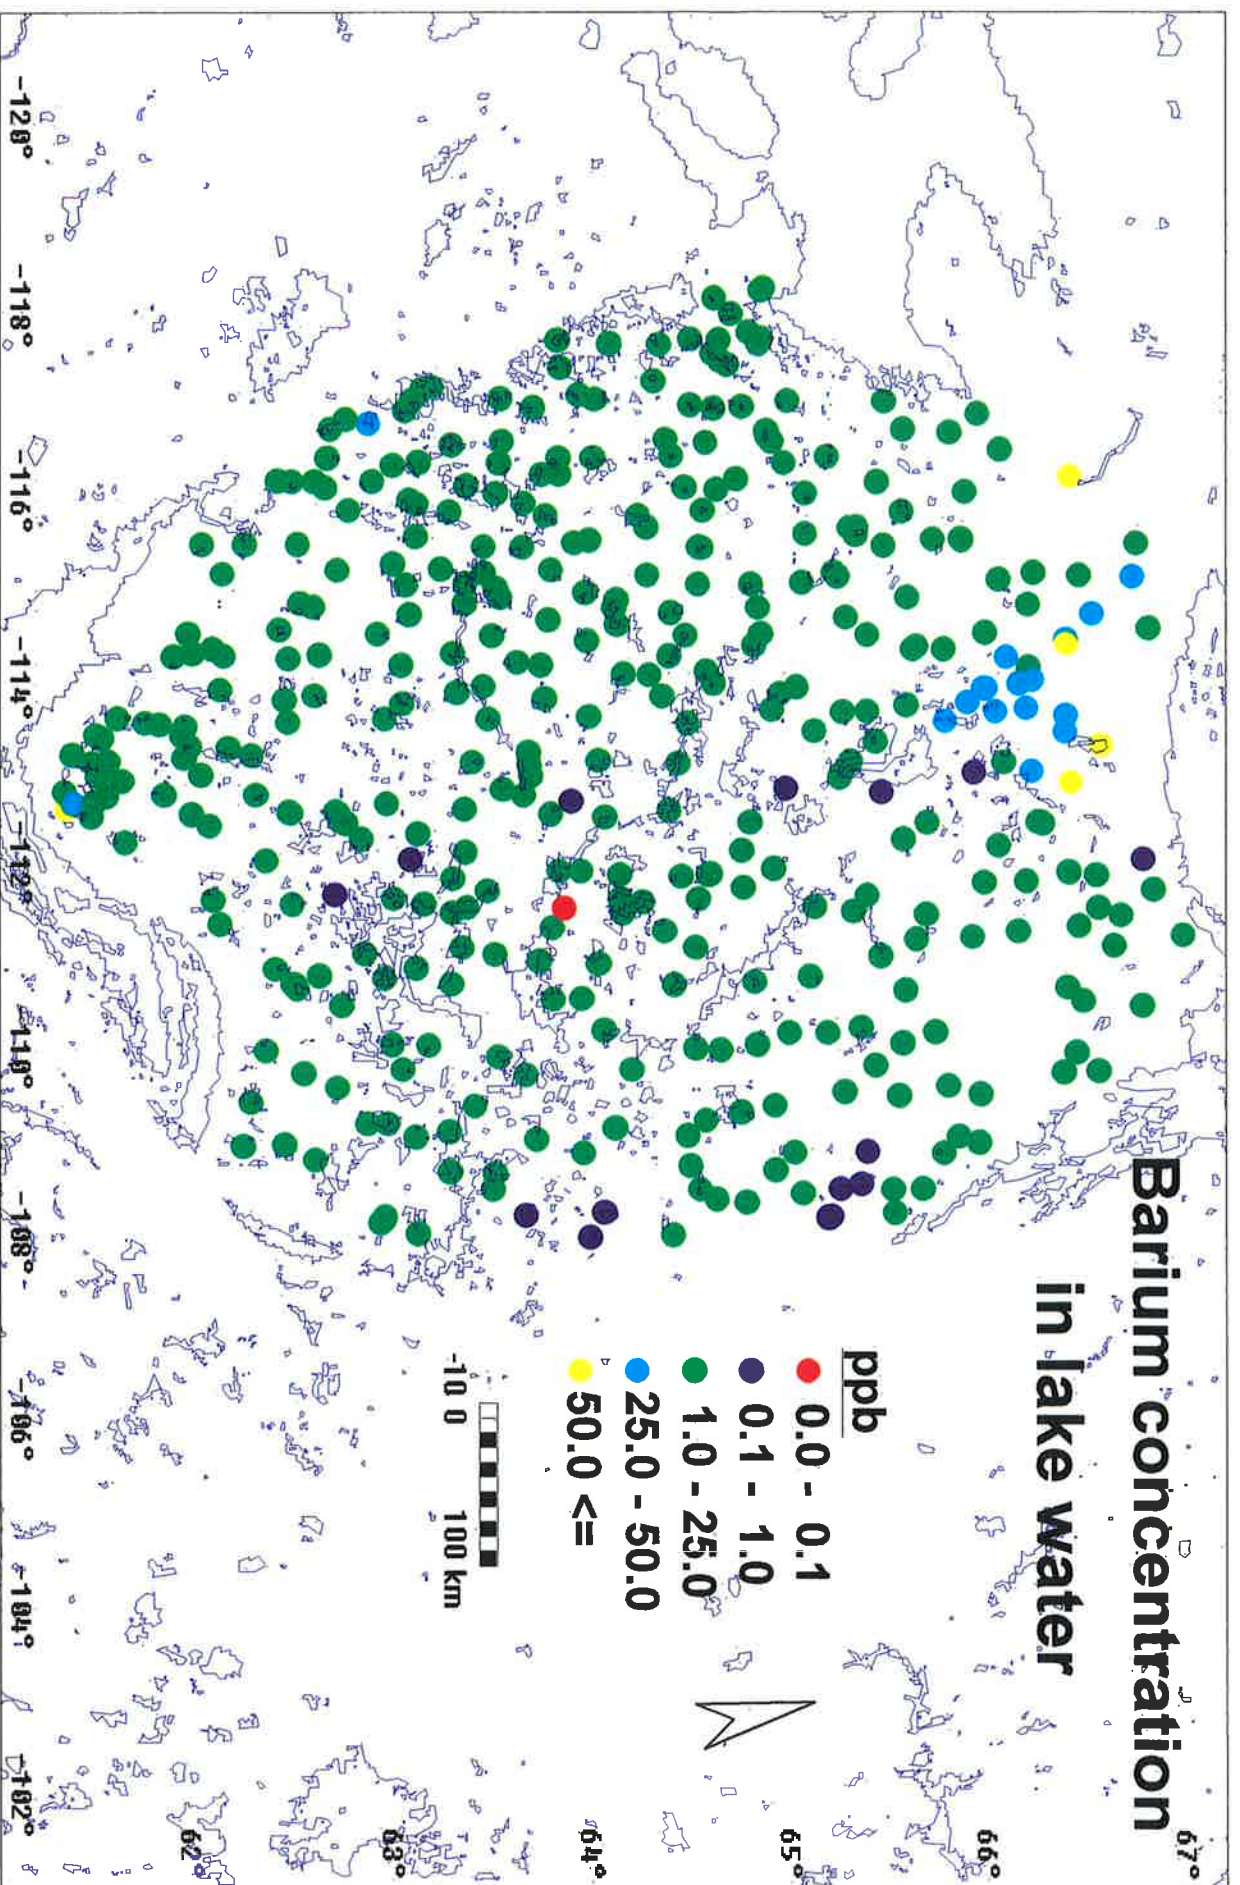 Barium concentration
in lake water
ppb
0.0 - 0.1
0.1 - 1.0
1.0 - 25.0
25.0 - 50.0
50.0 <=
-10 0 100 km
67°
66°
65°
64°
63°
62°
-120° -118° -116° -114° -112° -110° -108° -106° -104° -102°